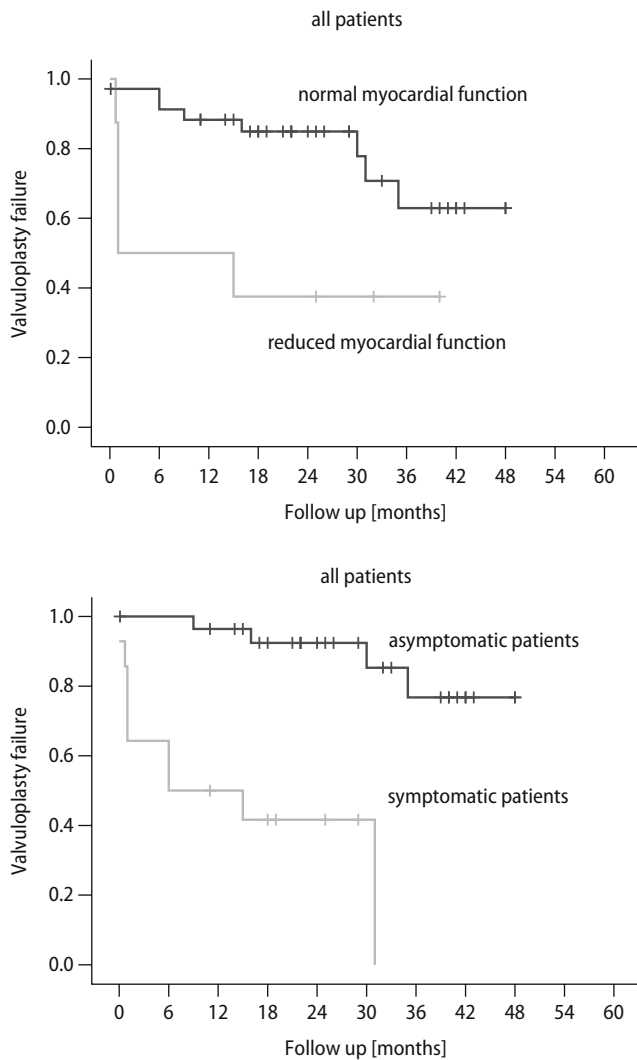 all patients
1.0
normal myocardial function
0.8
0.6
Valvuloplasty failure
0.4
reduced myocardial function
0.2
0.0
0 6 12 18 24 30 36 42 48 54 60
Follow up [months]
all patients
1.0
asymptomatic patients
0.8
0.6
Valvuloplasty failure
symptomatic patients
0.4
0.2
0.0
0 6 12 18 24 30 36 42 48 54 60
Follow up [months]